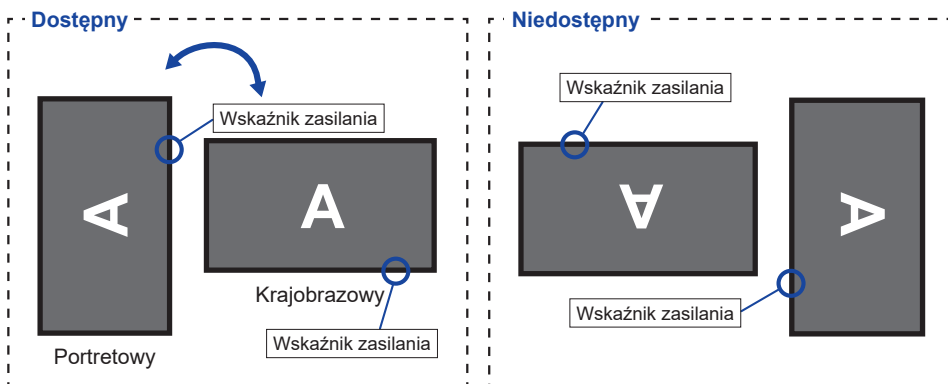 Dostępny
Wskaźnik zasilania
A
Portretowy
A
Krajobrazowy
Wskaźnik zasilania
Niedostępny
Wskaźnik zasilania
A
A
Wskaźnik zasilania